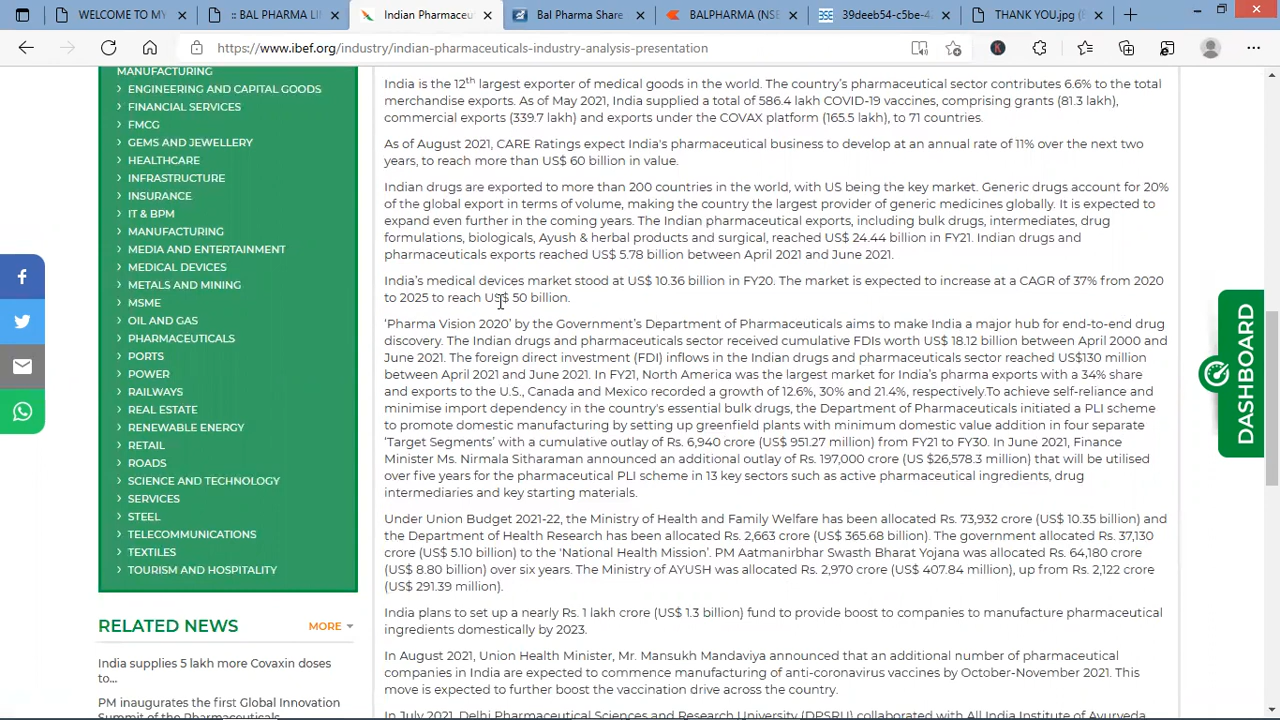 WELCOME TO MY
:: BAL PHARMA LI
Indian Pharmaceu
Bal Pharma Share
BALPHARMA (NSE
39deeb54-c5be-4
THANK YOU.jpg (
https://www.ibef.org/industry/indian-pharmaceuticals-industry-analysis-presentation
K
MANUFACTURING
ENGINEERING AND CAPITAL GOODS
FINANCIAL SERVICES
FMCG
GEMS AND JEWELLERY
HEALTHCARE
INFRASTRUCTURE
INSURANCE
IT & BPM
MANUFACTURING
MEDIA AND ENTERTAINMENT
MEDICAL DEVICES
METALS AND MINING
MSME
OIL AND GAS
PHARMACEUTICALS
PORTS
POWER
RAILWAYS
REAL ESTATE
RENEWABLE ENERGY
RETAIL
ROADS
SCIENCE AND TECHNOLOGY
SERVICES
STEEL
TELECOMMUNICATIONS
TEXTILES
TOURISM AND HOSPITALITY
RELATED NEWS
MORE
India supplies 5 lakh more Covaxin doses
to...
PM inaugurates the first Global Innovation
Summit of the Pharmaceuticals
India is the 12th largest exporter of medical goods in the world. The country's pharmaceutical sector contributes 6.6% to the total
merchandise exports. As of May 2021, India supplied a total of 586.4 lakh COVID-19 vaccines, comprising grants (81.3 lakh),
commercial exports (339.7 lakh) and exports under the COVAX platform (165.5 lakh), to 71 countries.
As of August 2021, CARE Ratings expect India's pharmaceutical business to develop at an annual rate of 11% over the next two
years, to reach more than US$ 60 billion in value.
Indian drugs are exported to more than 200 countries in the world, with US being the key market. Generic drugs account for 20%
of the global export in terms of volume, making the country the largest provider of generic medicines globally. It is expected to
expand even further in the coming years. The Indian pharmaceutical exports, including bulk drugs, intermediates, drug
formulations, biologicals, Ayush & herbal products and surgical, reached US$ 24.44 billion in FY21. Indian drugs and
pharmaceuticals exports reached US$ 5.78 billion between April 2021 and June 2021.
India's medical devices market stood at US$ 10.36 billion in FY20. The market is expected to increase at a CAGR of 37% from 2020
to 2025 to reach US$ 50 billion.
'Pharma Vision 2020' by the Government's Department of Pharmaceuticals aims to make India a major hub for end-to-end drug
discovery. The Indian drugs and pharmaceuticals sector received cumulative FDIs worth US$ 18.12 billion between April 2000 and
June 2021. The foreign direct investment (FDI) inflows in the Indian drugs and pharmaceuticals sector reached US$130 million
between April 2021 and June 2021. In FY21, North America was the largest market for India's pharma exports with a 34% share
and exports to the U.S., Canada and Mexico recorded a growth of 12.6%, 30% and 21.4%, respectively.To achieve self-reliance and
minimise import dependency in the country's essential bulk drugs, the Department of Pharmaceuticals initiated a PLI scheme
to promote domestic manufacturing by setting up greenfield plants with minimum domestic value addition in four separate
'Target Segments' with a cumulative outlay of Rs. 6,940 crore (US$ 951.27 million) from FY21 to FY30. In June 2021, Finance
Minister Ms. Nirmala Sitharaman announced an additional outlay of Rs. 197,000 crore (US $26,578.3 million) that will be utilised
over five years for the pharmaceutical PLI scheme in 13 key sectors such as active pharmaceutical ingredients, drug
intermediaries and key starting materials.
Under Union Budget 2021-22, the Ministry of Health and Family Welfare has been allocated Rs. 73,932 crore (US$ 10.35 billion) and
the Department of Health Research has been allocated Rs. 2,663 crore (US$ 365.68 billion). The government allocated Rs. 37,130
crore (US$ 5.10 billion) to the 'National Health Mission'. PM Aatmanirbhar Swasth Bharat Yojana was allocated Rs. 64,180 crore
(US$ 8.80 billion) over six years. The Ministry of AYUSH was allocated Rs. 2,970 crore (US$ 407.84 million), up from Rs. 2,122 crore
(US$ 291.39 million).
India plans to set up a nearly Rs. 1 lakh crore (US$ 1.3 billion) fund to provide boost to companies to manufacture pharmaceutical
ingredients domestically by 2023.
In August 2021, Union Health Minister, Mr. Mansukh Mandaviya announced that an additional number of pharmaceutical
companies in India are expected to commence manufacturing of anti-coronavirus vaccines by October-November 2021. This
move is expected to further boost the vaccination drive across the country.
In July 2021, Delhi Pharmaceutical Sciences and Research University (DPSRU) collaborated with All India Institute of Ayurveda
DASHBOARD